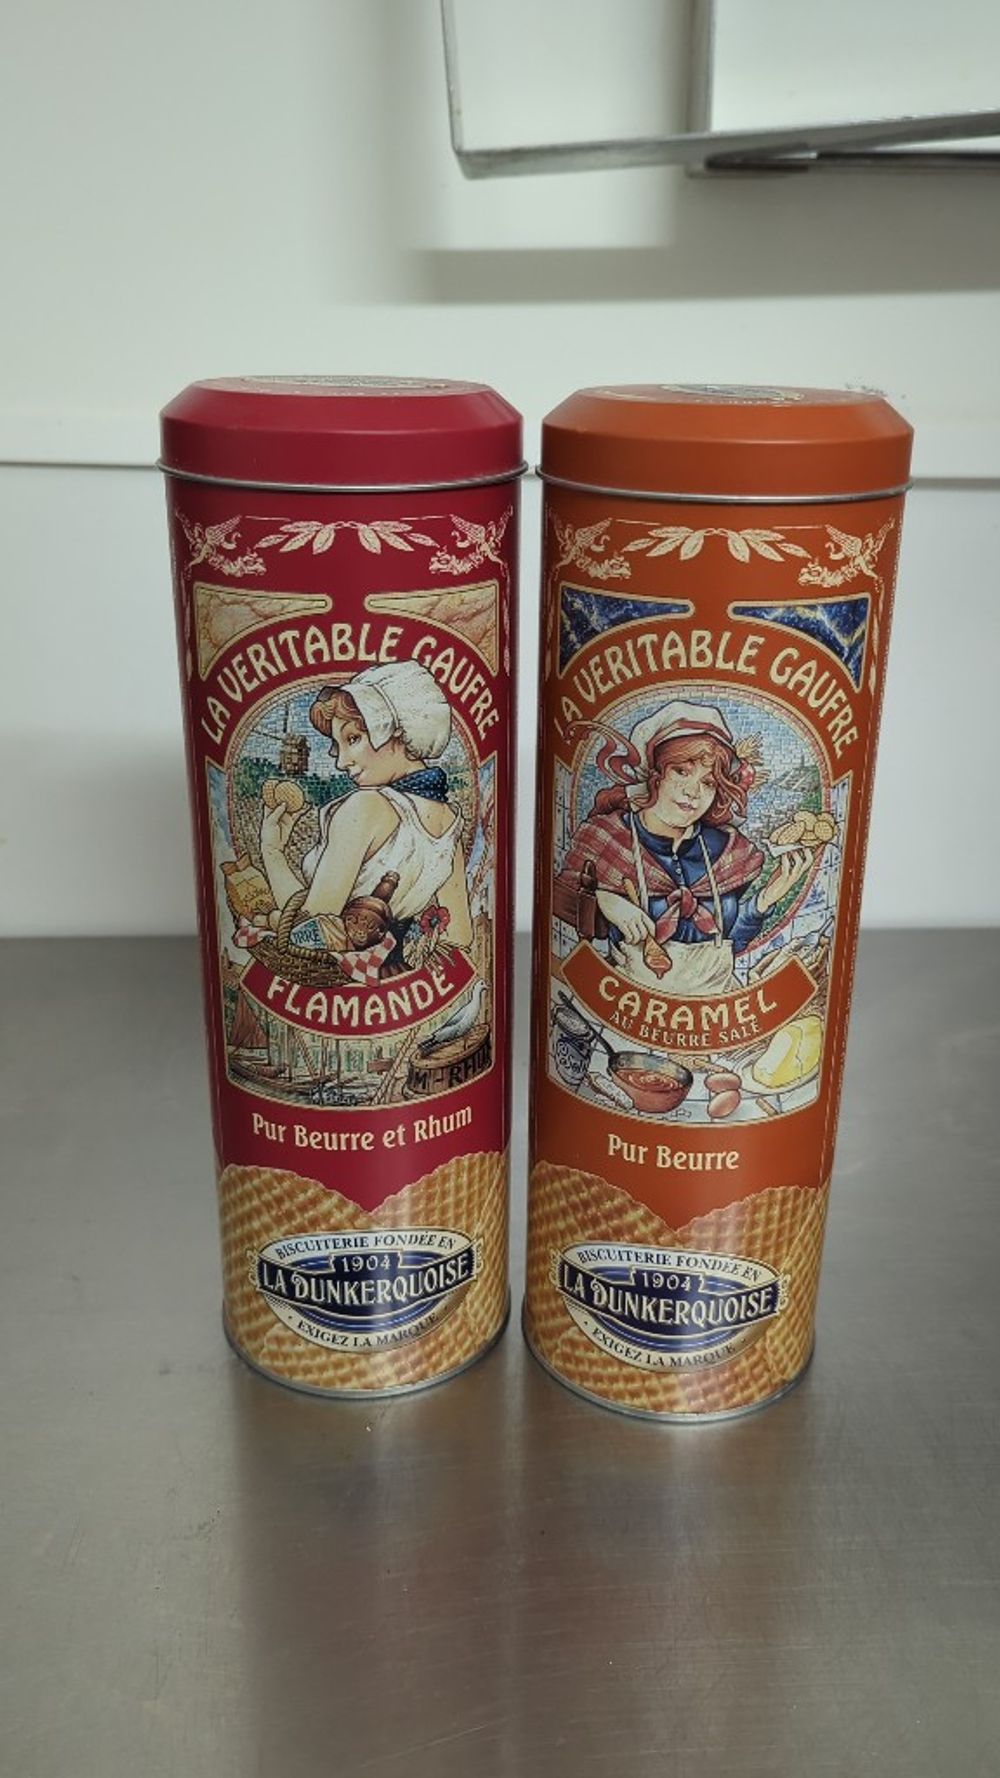 LA VERITABLE GAUFRE
FLAMANDE
Pur Beurre et Rhum
BISCUITERIE FONDÉE EN
1904
LA DUNKERQUOISE
EXIGEZ LA MARQUE
LA VERITABLE GAUFRE
CARAMEL
AU BEURRE SALÉ
Pur Beurre
BISCUITERIE FONDÉE EN
1904
LA DUNKERQUOISE
EXIGEZ LA MARQUE